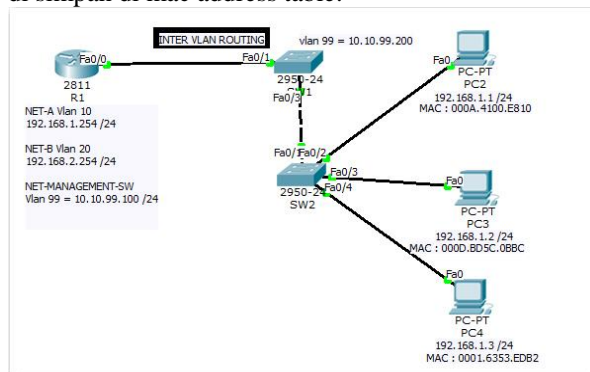 di simpan di mac address table.
INTER VLAN ROUTING
vlan 99 = 10.10.99.200
Fa0/0
Fa0/1
2811
R1
2950-24
Fa0/3
NET-A Vlan 10
192.168.1.254 /24
NET-B Vlan 20
192.168.2.254 /24
NET-MANAGEMENT-SW
Vlan 99 = 10.10.99.100 /24
Fa0
PC-PT
PC2
192.168.1.1 /24
MAC : 000A.4100.E810
Fa0/1
Fa0/2
Fa0/3
Fa0/4
2950-24
SW2
Fa0
PC-PT
PC3
192.168.1.2 /24
MAC : 000D.BD5C.0BBC
Fa0
PC-PT
PC4
192.168.1.3 /24
MAC : 0001.6353.EDB2